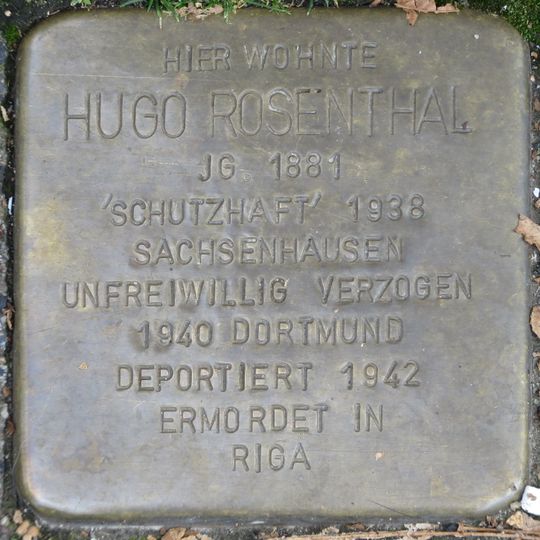 HIER WOHNTE
HUGO ROSENTHAL
JG. 1881
'SCHUTZHAFT' 1938
SACHSENHAUSEN
UNFREIWILLIG VERZOGEN
1940 DORTMUND
DEPORTIERT 1942
ERMORDET IN
RIGA